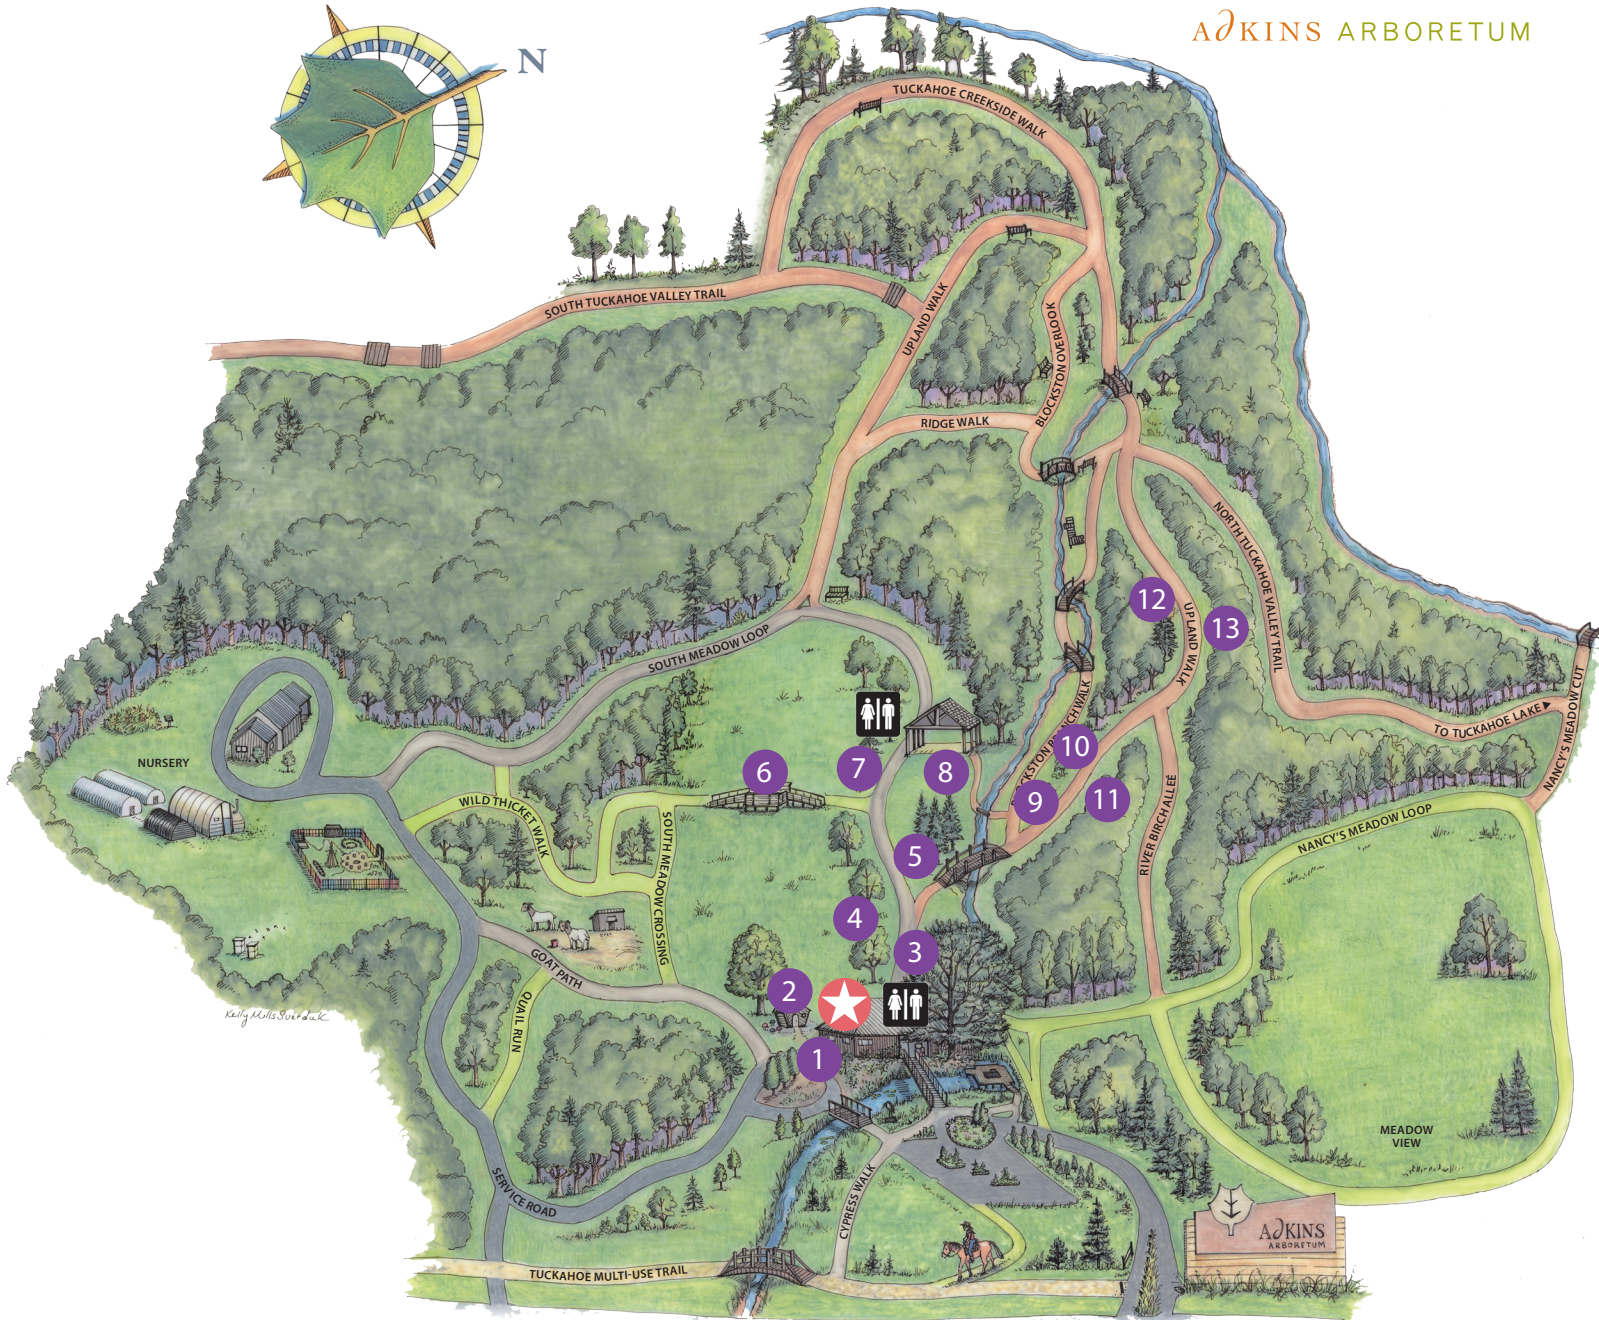 N
ADKINS ARBORETUM
TUCKAHOE CREEKSIDE WALK
SOUTH TUCKAHOE VALLEY TRAIL
UPLAND WALK
BLOCKSTON OVERLOOK
RIDGE WALK
NORTH TUCKAHOE VALLEY TRAIL
12
13
UPLAND WALK
SOUTH MEADOW LOOP
NANCY'S MEADOW CUT
TO TUCKAHOE LAKE
NURSERY
6
7
8
10
9
11
WILD THICKET WALK
SOUTH MEADOW CROSSING
RIVER BIRCH ALLEÉ
NANCY'S MEADOW LOOP
5
4
3
GOAT PATH
2
QUAIL RUN
1
MEADOW
VIEW
SERVICE ROAD
CYPRESS WALK
ADKINS
ARBORETUM
TUCKAHOE MULTI-USE TRAIL